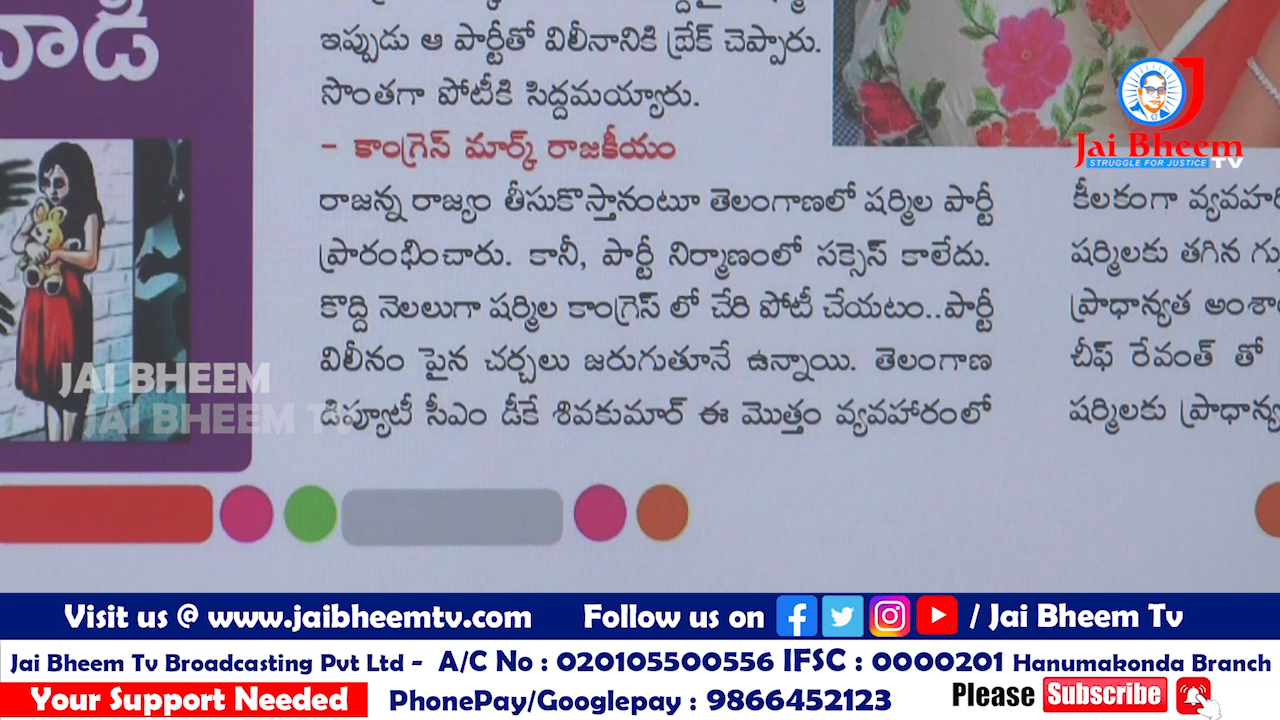 వాడి
ఇప్పుడు ఆ పార్టీతో విలీనానికి బ్రేక్ చెప్పారు.
సొంతగా పోటీకి సిద్దమయ్యారు.
- కాంగ్రెస్ మార్క్ రాజకీయం
రాజన్న రాజ్యం తీసుకొస్తానంటూ తెలంగాణలో షర్మిల పార్టీ
ప్రారంభించారు. కానీ, పార్టీ నిర్మాణంలో సక్సెస్ కాలేదు.
కొద్ది నెలలుగా షర్మిల కాంగ్రెస్ లో చేరి పోటీ చేయటం..పార్టీ
విలీనం పైన చర్చలు జరుగుతూనే ఉన్నాయి. తెలంగాణ
డిప్యూటీ సీఎం డీకే శివకుమార్ ఈ మొత్తం వ్యవహారంలో
కీలకంగా
షర్మిలకు తగిన
ప్రాధాన్యత
చీఫ్ రేవంత్ తో
షర్మిలకు
Jai Bheem
STRUGGLE FOR JUSTICE TV
JAI BHEEM
JAI BHEEM TV
Visit us @ www.jaibheemtv.com Follow us on / Jai Bheem Tv
Jai Bheem Tv Broadcasting Pvt Ltd - A/C No : 020105500556 IFSC : 0000201 Hanumakonda Branch
Your Support Needed PhonePay/Googlepay : 9866452123 Please Subscribe